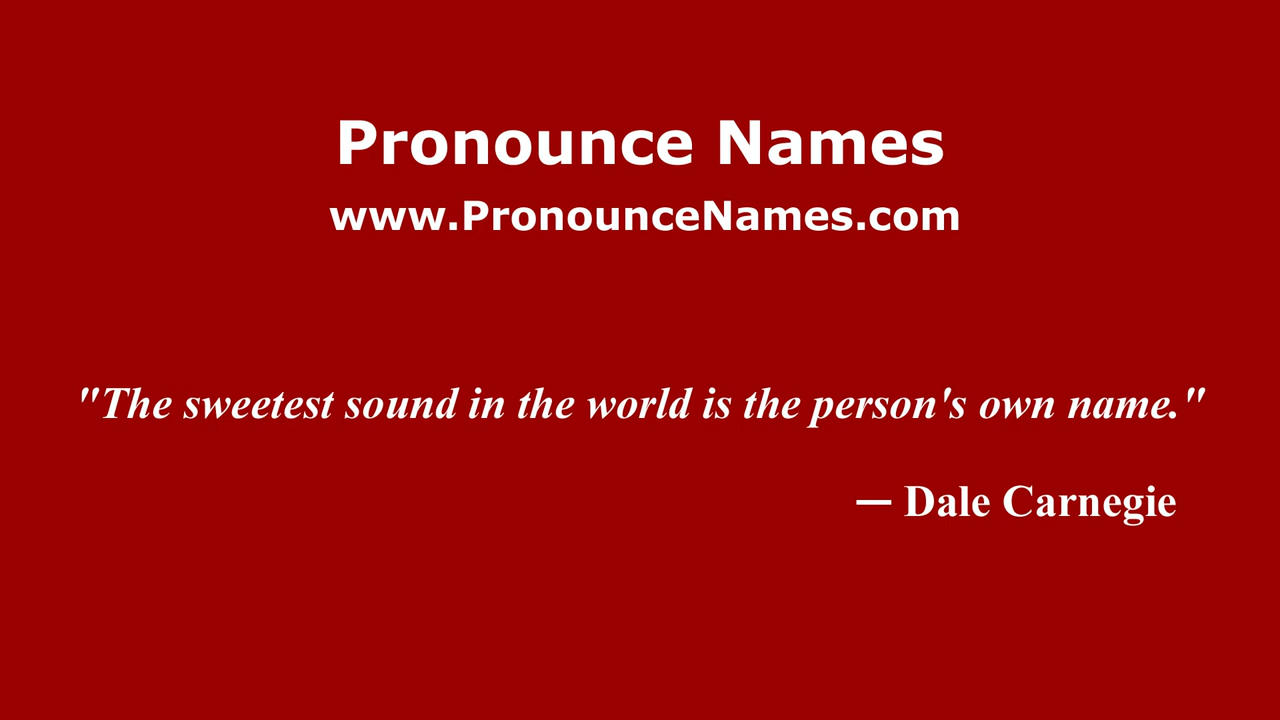 Pronounce Names
www.PronounceNames.com
"The sweetest sound in the world is the person's own name."
— Dale Carnegie